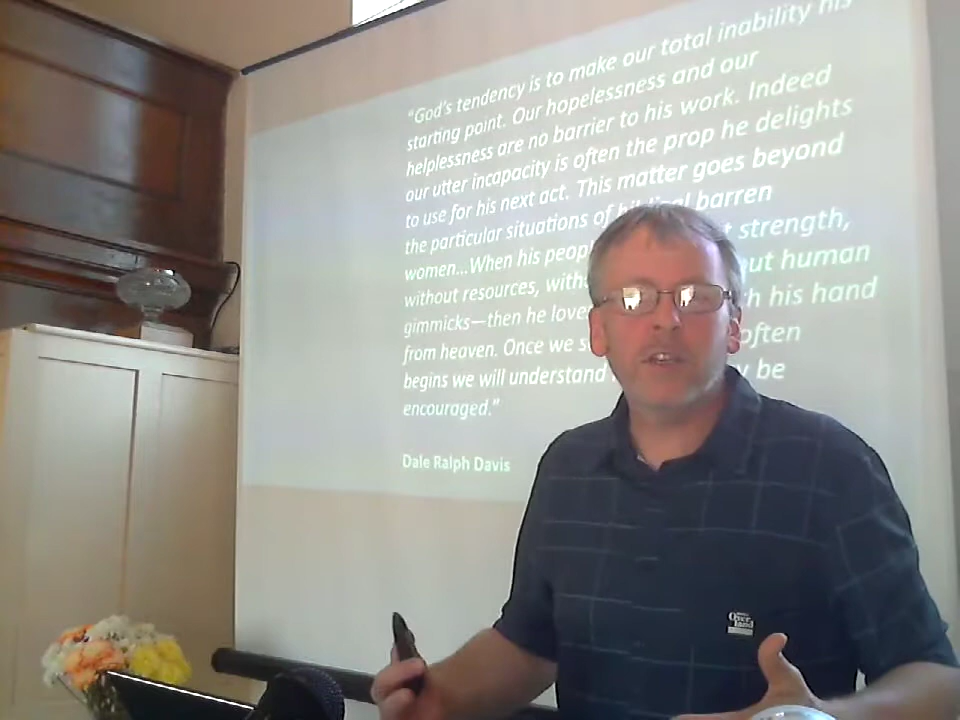 "God's tendency is to make our total inability his
starting point. Our hopelessness and our
helplessness are no barrier to his work. Indeed
our utter incapacity is often the prop he delights
to use for his next act. This matter goes beyond
the particular situations of biblical barren
women...When his strength,
without resources, human
gimmicks—then he his hand
from heaven. Once we often
begins we will understand be
encouraged."
Dale Ralph Davis
Over
land